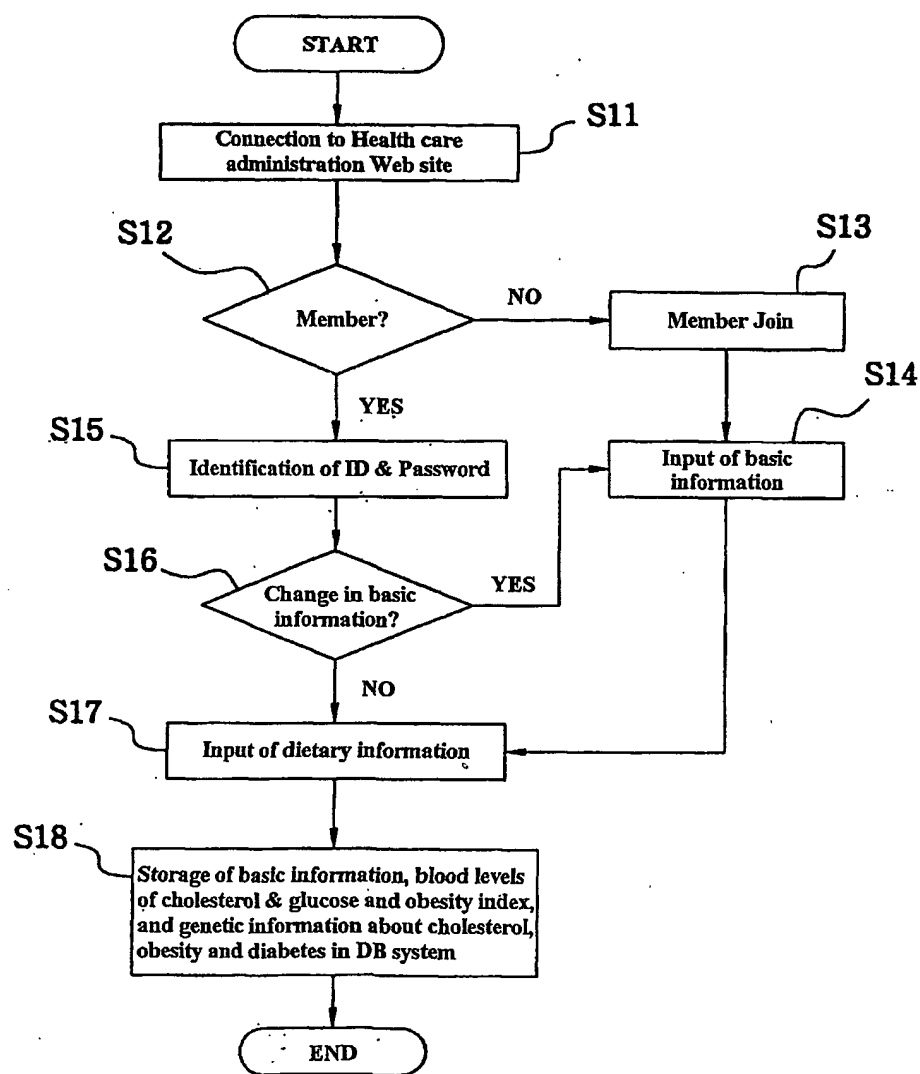 START
S11
Connection to Health care
administration Web site
S12
S13
Member?
NO
Member Join
YES
S14
S15
Identification of ID & Password
Input of basic
information
S16
Change in basic
information?
YES
NO
S17
Input of dietary information
S18
Storage of basic information, blood levels
of cholesterol & glucose and obesity index,
and genetic information about cholesterol,
obesity and diabetes in DB system
END